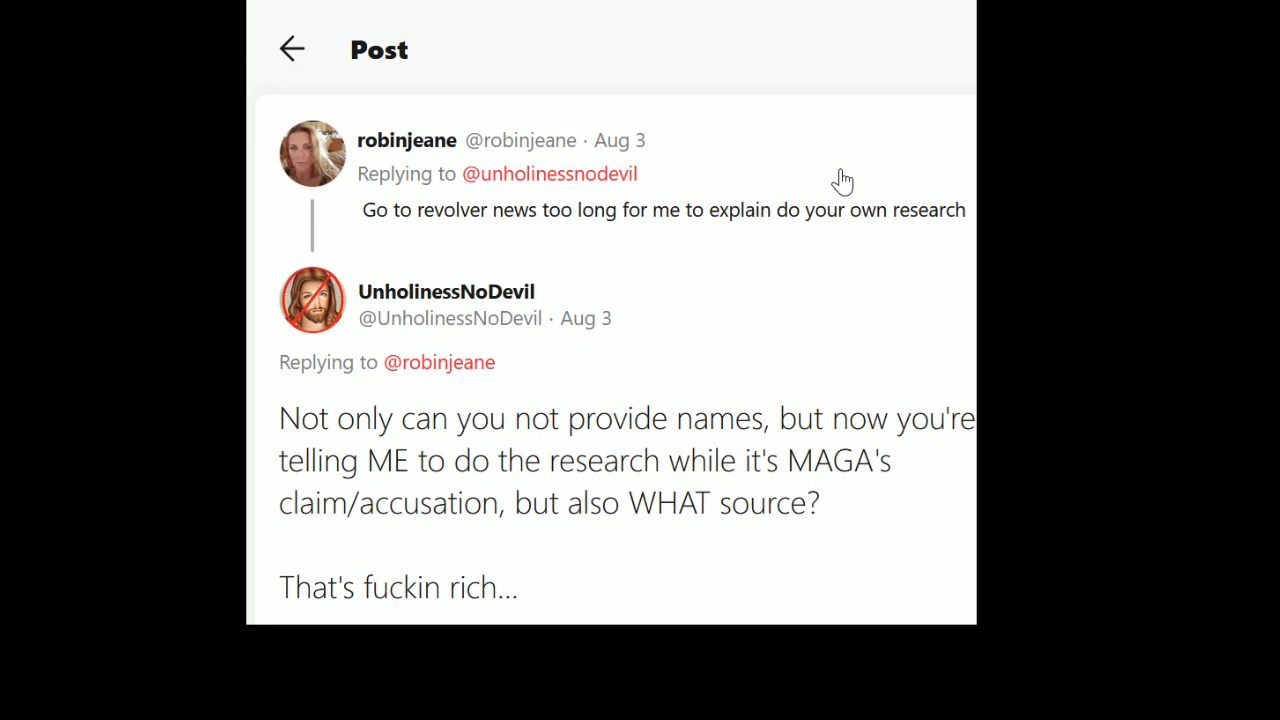 Post
robinjeane @robinjeane · Aug 3
Replying to @unholinessnodevil
Go to revolver news too long for me to explain do your own research
UnholinessNoDevil
@UnholinessNoDevil · Aug 3
Replying to @robinjeane
Not only can you not provide names, but now you're
telling ME to do the research while it's MAGA's
claim/accusation, but also WHAT source?
That's fuckin rich...